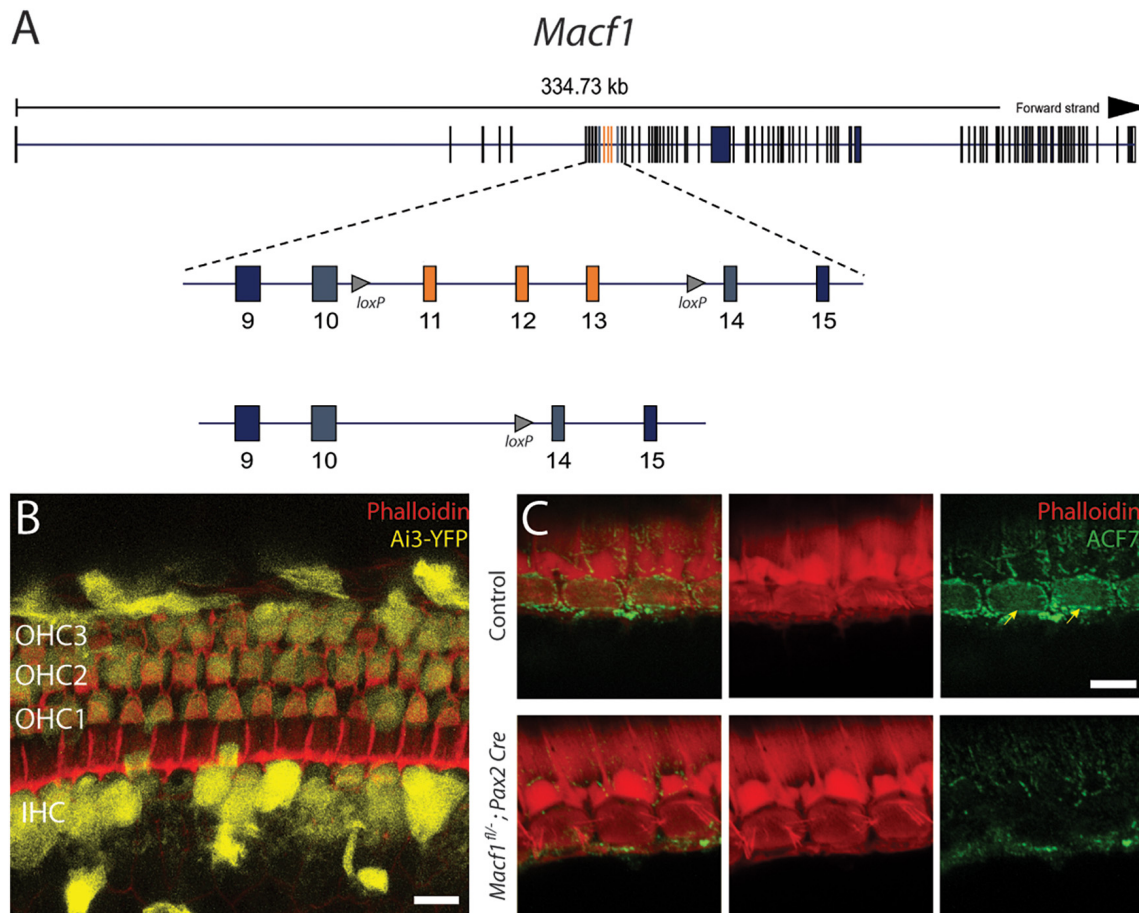 A
Macf1
334.73 kb
Forward strand
loxP
loxP
9 10 11 12 13 14 15
loxP
9 10 14 15
B
Phalloidin
Ai3-YFP
OHC3
OHC2
OHC1
IHC
C
Phalloidin
ACF7
Control
Macf1fl/-; Pax2 Cre